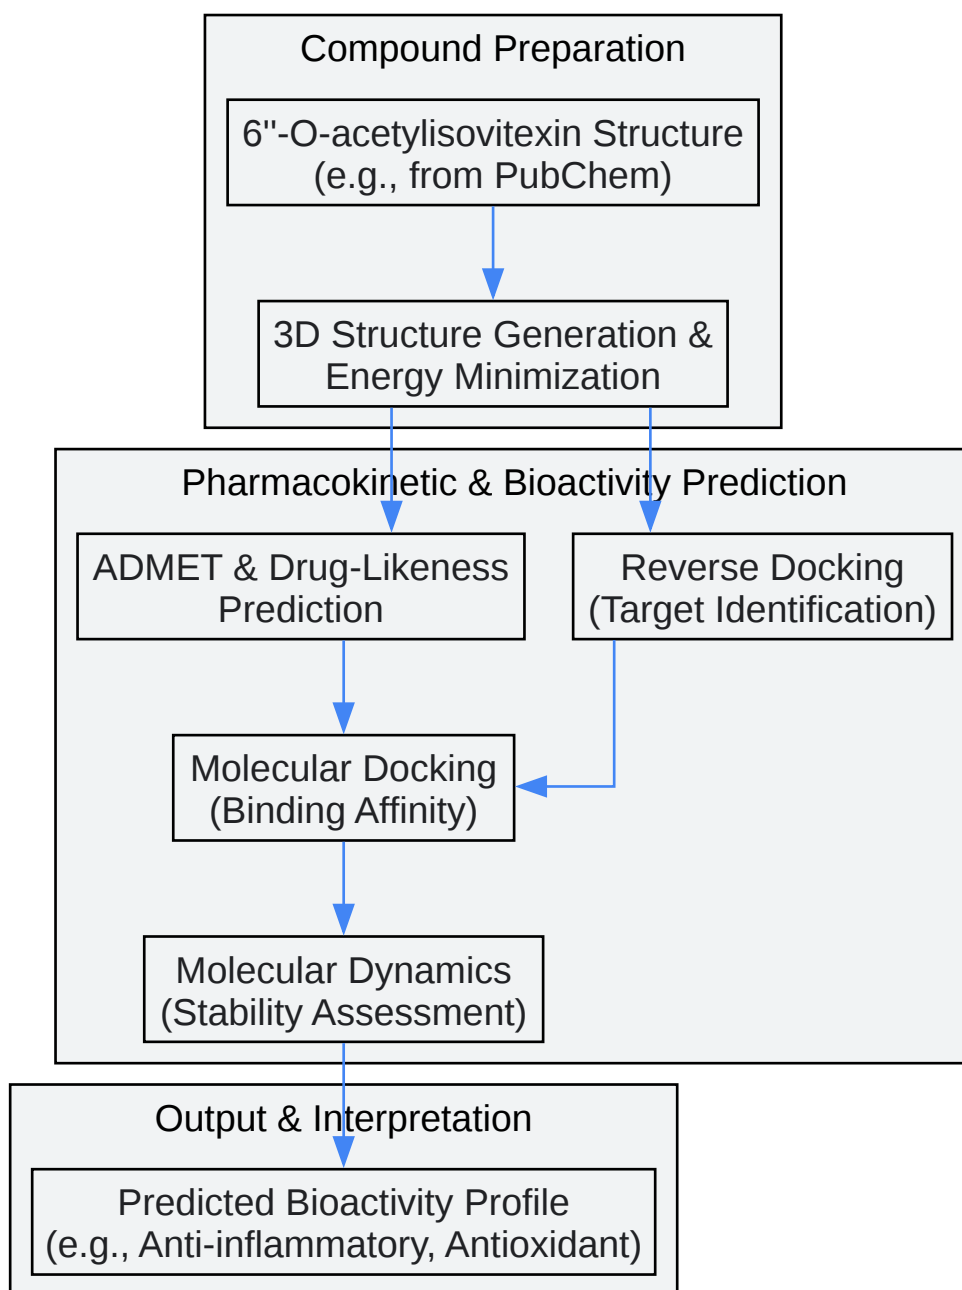 Compound Preparation
6"-O-acetylisovitexin Structure
(e.g., from PubChem)
3D Structure Generation &
Energy Minimization
Pharmacokinetic & Bioactivity Prediction
ADMET & Drug-Likeness
Prediction
Reverse Docking
(Target Identification)
Molecular Docking
(Binding Affinity)
Molecular Dynamics
(Stability Assessment)
Output & Interpretation
Predicted Bioactivity Profile
(e.g., Anti-inflammatory, Antioxidant)